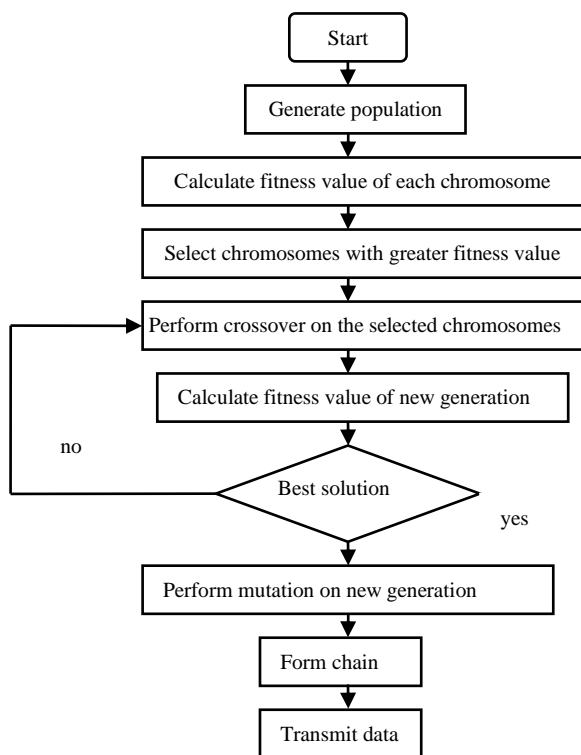 Start
Generate population
Calculate fitness value of each chromosome
Select chromosomes with greater fitness value
Perform crossover on the selected chromosomes
Calculate fitness value of new generation
no
Best solution
yes
Perform mutation on new generation
Form chain
Transmit data